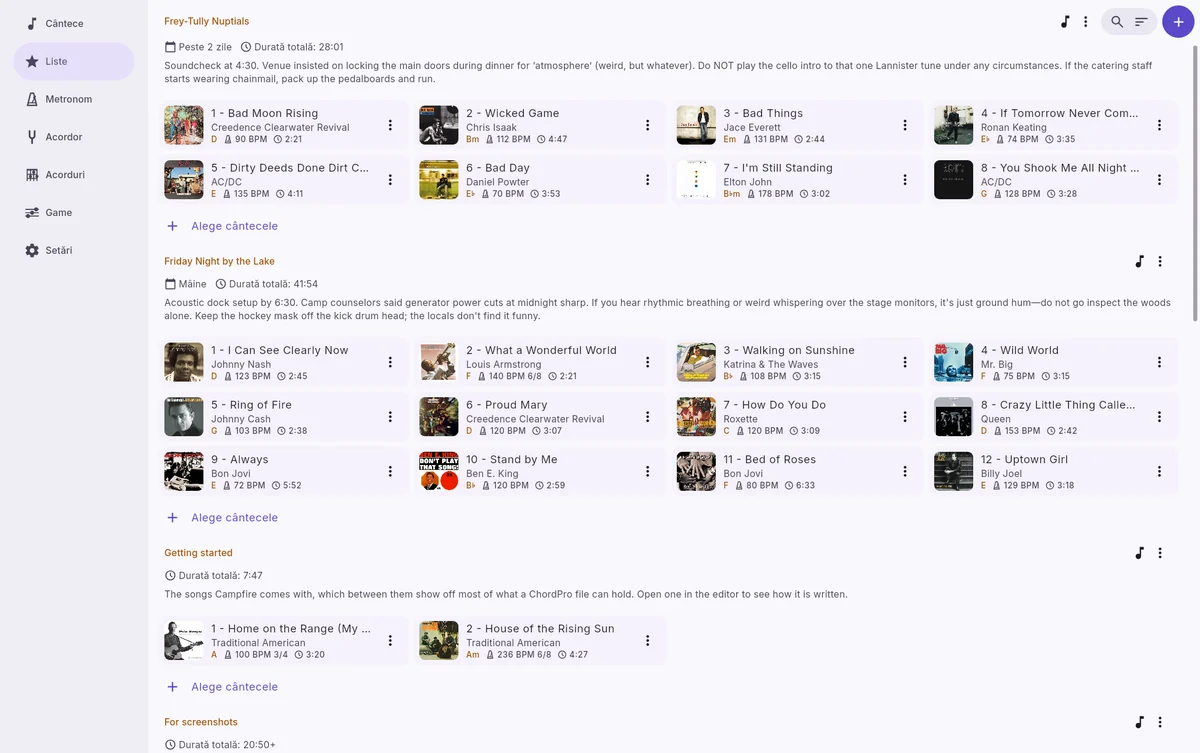 Cântece
Liste
Metronom
Acordor
Acorduri
Game
Setări
Frey-Tully Nuptials
Peste 2 zile Durată totală: 28:01
Soundcheck at 4:30. Venue insisted on locking the main doors during dinner for ‘atmosphere’ (weird, but whatever). Do NOT play the cello intro to that one Lannister tune under any circumstances. If the catering staff
starts wearing chainmail, pack up the pedalboards and run.
1 - Bad Moon Rising
Creedence Clearwater Revival
D 90 BPM 2:21
2 - Wicked Game
Chris Isaak
Bm 112 BPM 4:47
3 - Bad Things
Jace Everett
Em 131 BPM 2:44
4 - If Tomorrow Never Com...
Ronan Keating
E♭ 74 BPM 3:35
5 - Dirty Deeds Done Dirt C...
AC/DC
E 135 BPM 4:11
6 - Bad Day
Daniel Powter
E♭ 70 BPM 3:53
7 - I'm Still Standing
Elton John
B♭m 178 BPM 3:02
8 - You Shook Me All Night ...
AC/DC
G 128 BPM 3:28
+ Alege cântecele
Friday Night by the Lake
Mâine Durată totală: 41:54
Acoustic dock setup by 6:30. Camp counselors said generator power cuts at midnight sharp. If you hear rhythmic breathing or weird whispering over the stage monitors, it's just ground hum—do not go inspect the woods
alone. Keep the hockey mask off the kick drum head; the locals don't find it funny.
1 - I Can See Clearly Now
Johnny Nash
D 123 BPM 2:45
2 - What a Wonderful World
Louis Armstrong
F 140 BPM 6/8 2:21
3 - Walking on Sunshine
Katrina & The Waves
B♭ 108 BPM 3:15
4 - Wild World
Mr. Big
F 75 BPM 3:15
5 - Ring of Fire
Johnny Cash
G 103 BPM 2:38
6 - Proud Mary
Creedence Clearwater Revival
D 120 BPM 3:07
7 - How Do You Do
Roxette
C 120 BPM 3:09
8 - Crazy Little Thing Calle...
Queen
D 153 BPM 2:42
9 - Always
Bon Jovi
E 72 BPM 5:52
10 - Stand by Me
Ben E. King
B♭ 120 BPM 2:59
11 - Bed of Roses
Bon Jovi
F 80 BPM 6:33
12 - Uptown Girl
Billy Joel
E 129 BPM 3:18
+ Alege cântecele
Getting started
Durată totală: 7:47
The songs Campfire comes with, which between them show off most of what a ChordPro file can hold. Open one in the editor to see how it is written.
1 - Home on the Range (My ...
Traditional American
A 100 BPM 3/4 3:20
2 - House of the Rising Sun
Traditional American
Am 236 BPM 6/8 4:27
+ Alege cântecele
For screenshots
Durată totală: 20:50+